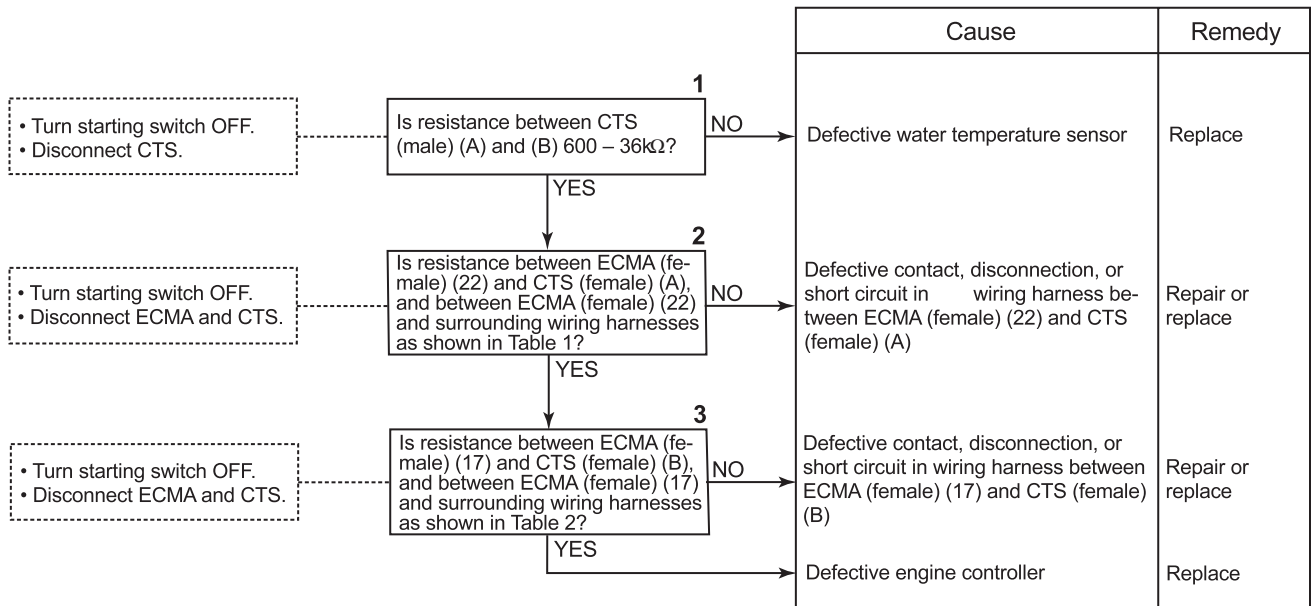 Cause
Remedy
1
• Turn starting switch OFF.
• Disconnect CTS.
Is resistance between CTS
(male) (A) and (B) 600 – 36kΩ?
NO
Defective water temperature sensor
Replace
YES
2
• Turn starting switch OFF.
• Disconnect ECMA and CTS.
Is resistance between ECMA (fe-
male) (22) and CTS (female) (A),
and between ECMA (female) (22)
and surrounding wiring harnesses
as shown in Table 1?
NO
Defective contact, disconnection, or
short circuit in wiring harness be-
tween ECMA (female) (22) and CTS
(female) (A)
Repair or
replace
YES
3
• Turn starting switch OFF.
• Disconnect ECMA and CTS.
Is resistance between ECMA (fe-
male) (17) and CTS (female) (B),
and between ECMA (female) (17)
and surrounding wiring harnesses
as shown in Table 2?
NO
Defective contact, disconnection, or
short circuit in wiring harness between
ECMA (female) (17) and CTS (female)
(B)
Repair or
replace
YES
Defective engine controller
Replace